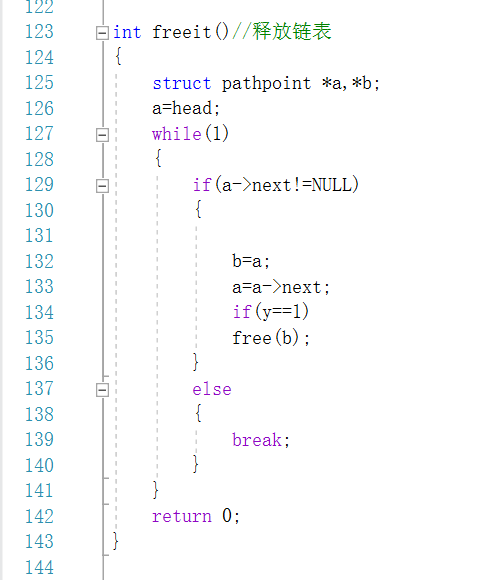 122
123 int freeit()//释放链表
124 {
125 struct pathpoint *a,*b;
126 a=head;
127 while(1)
128 {
129 if(a->next!=NULL)
130 {
131
132 b=a;
133 a=a->next;
134 if(y==1)
135 free(b);
136 }
137 else
138 {
139 break;
140 }
141 }
142 return 0;
143 }
144